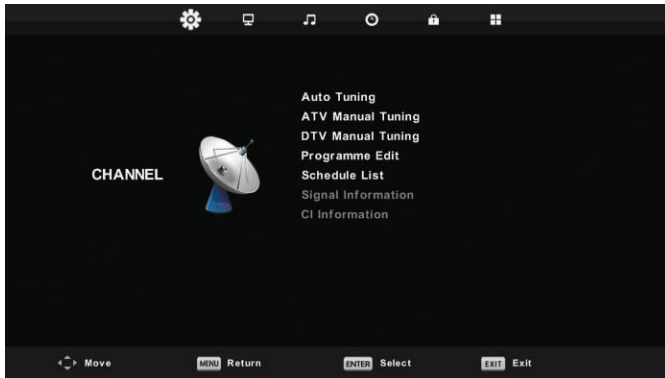 CHANNEL
Auto Tuning
ATV Manual Tuning
DTV Manual Tuning
Programme Edit
Schedule List
Signal Information
CI Information
Move MENU Return ENTER Select EXIT Exit